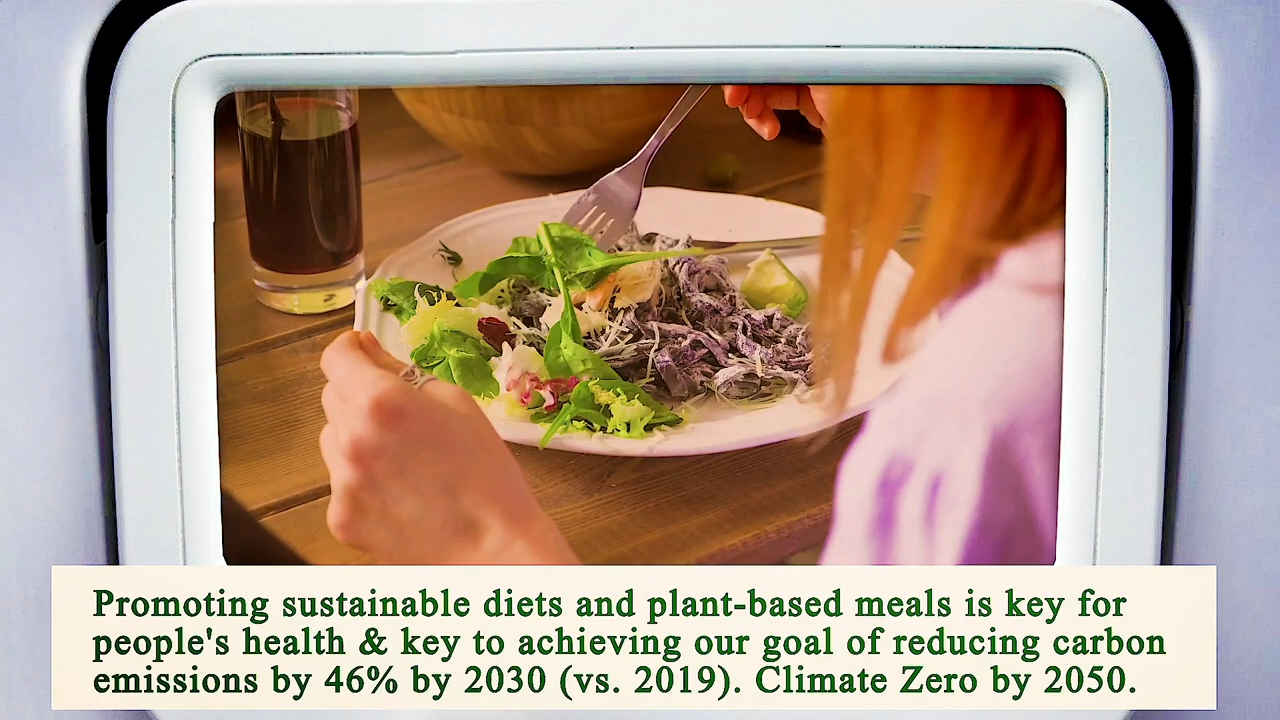 Promoting sustainable diets and plant-based meals is key for
people's health & key to achieving our goal of reducing carbon
emissions by 46% by 2030 (vs. 2019). Climate Zero by 2050.